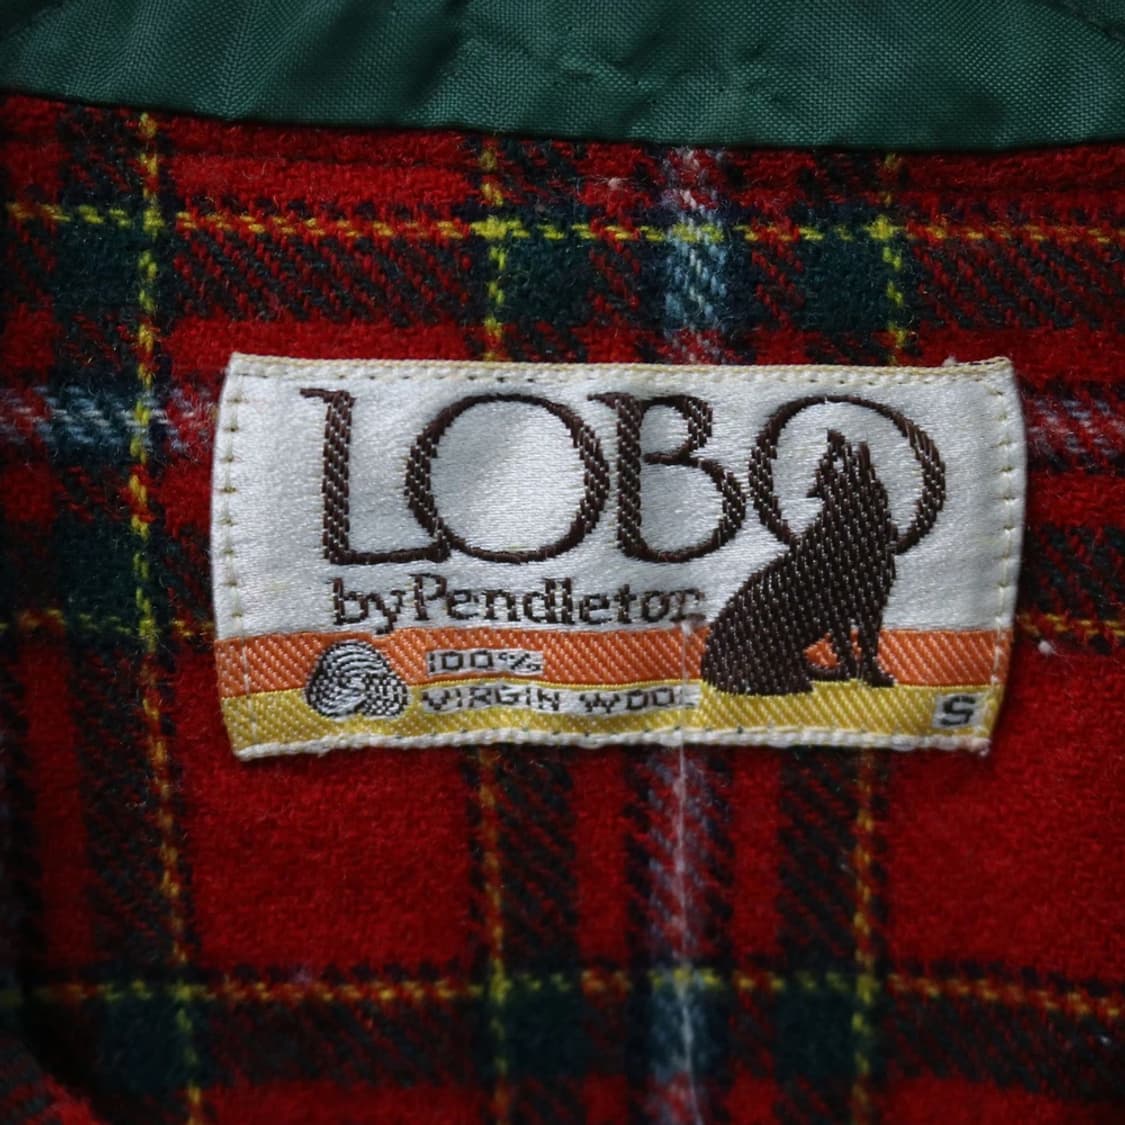 LOBO
by Pendleton
100%
VIRGIN WOOL
S